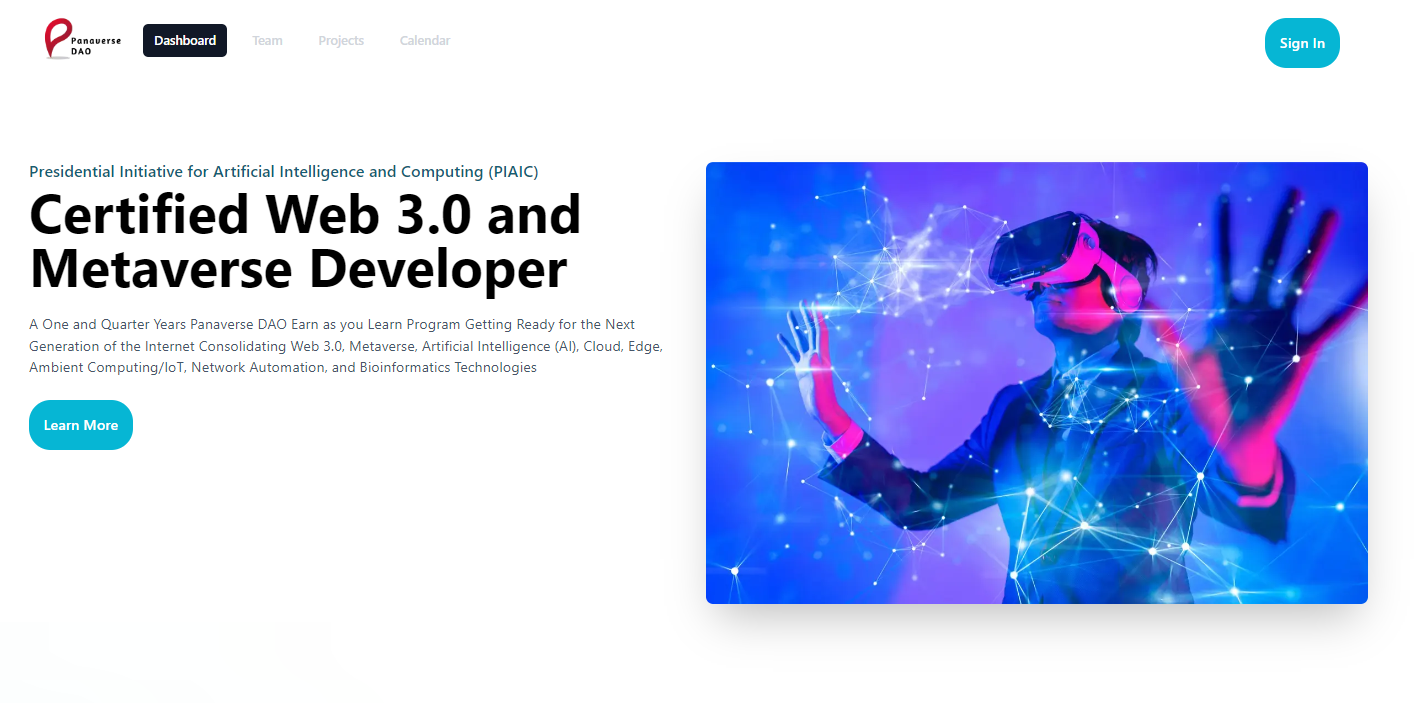 Panaverse
DAO
Dashboard
Team
Projects
Calendar
Sign In
Presidential Initiative for Artificial Intelligence and Computing (PIAIC)
Certified Web 3.0 and
Metaverse Developer
A One and Quarter Years Panaverse DAO Earn as you Learn Program Getting Ready for the Next
Generation of the Internet Consolidating Web 3.0, Metaverse, Artificial Intelligence (AI), Cloud, Edge,
Ambient Computing/IoT, Network Automation, and Bioinformatics Technologies
Learn More